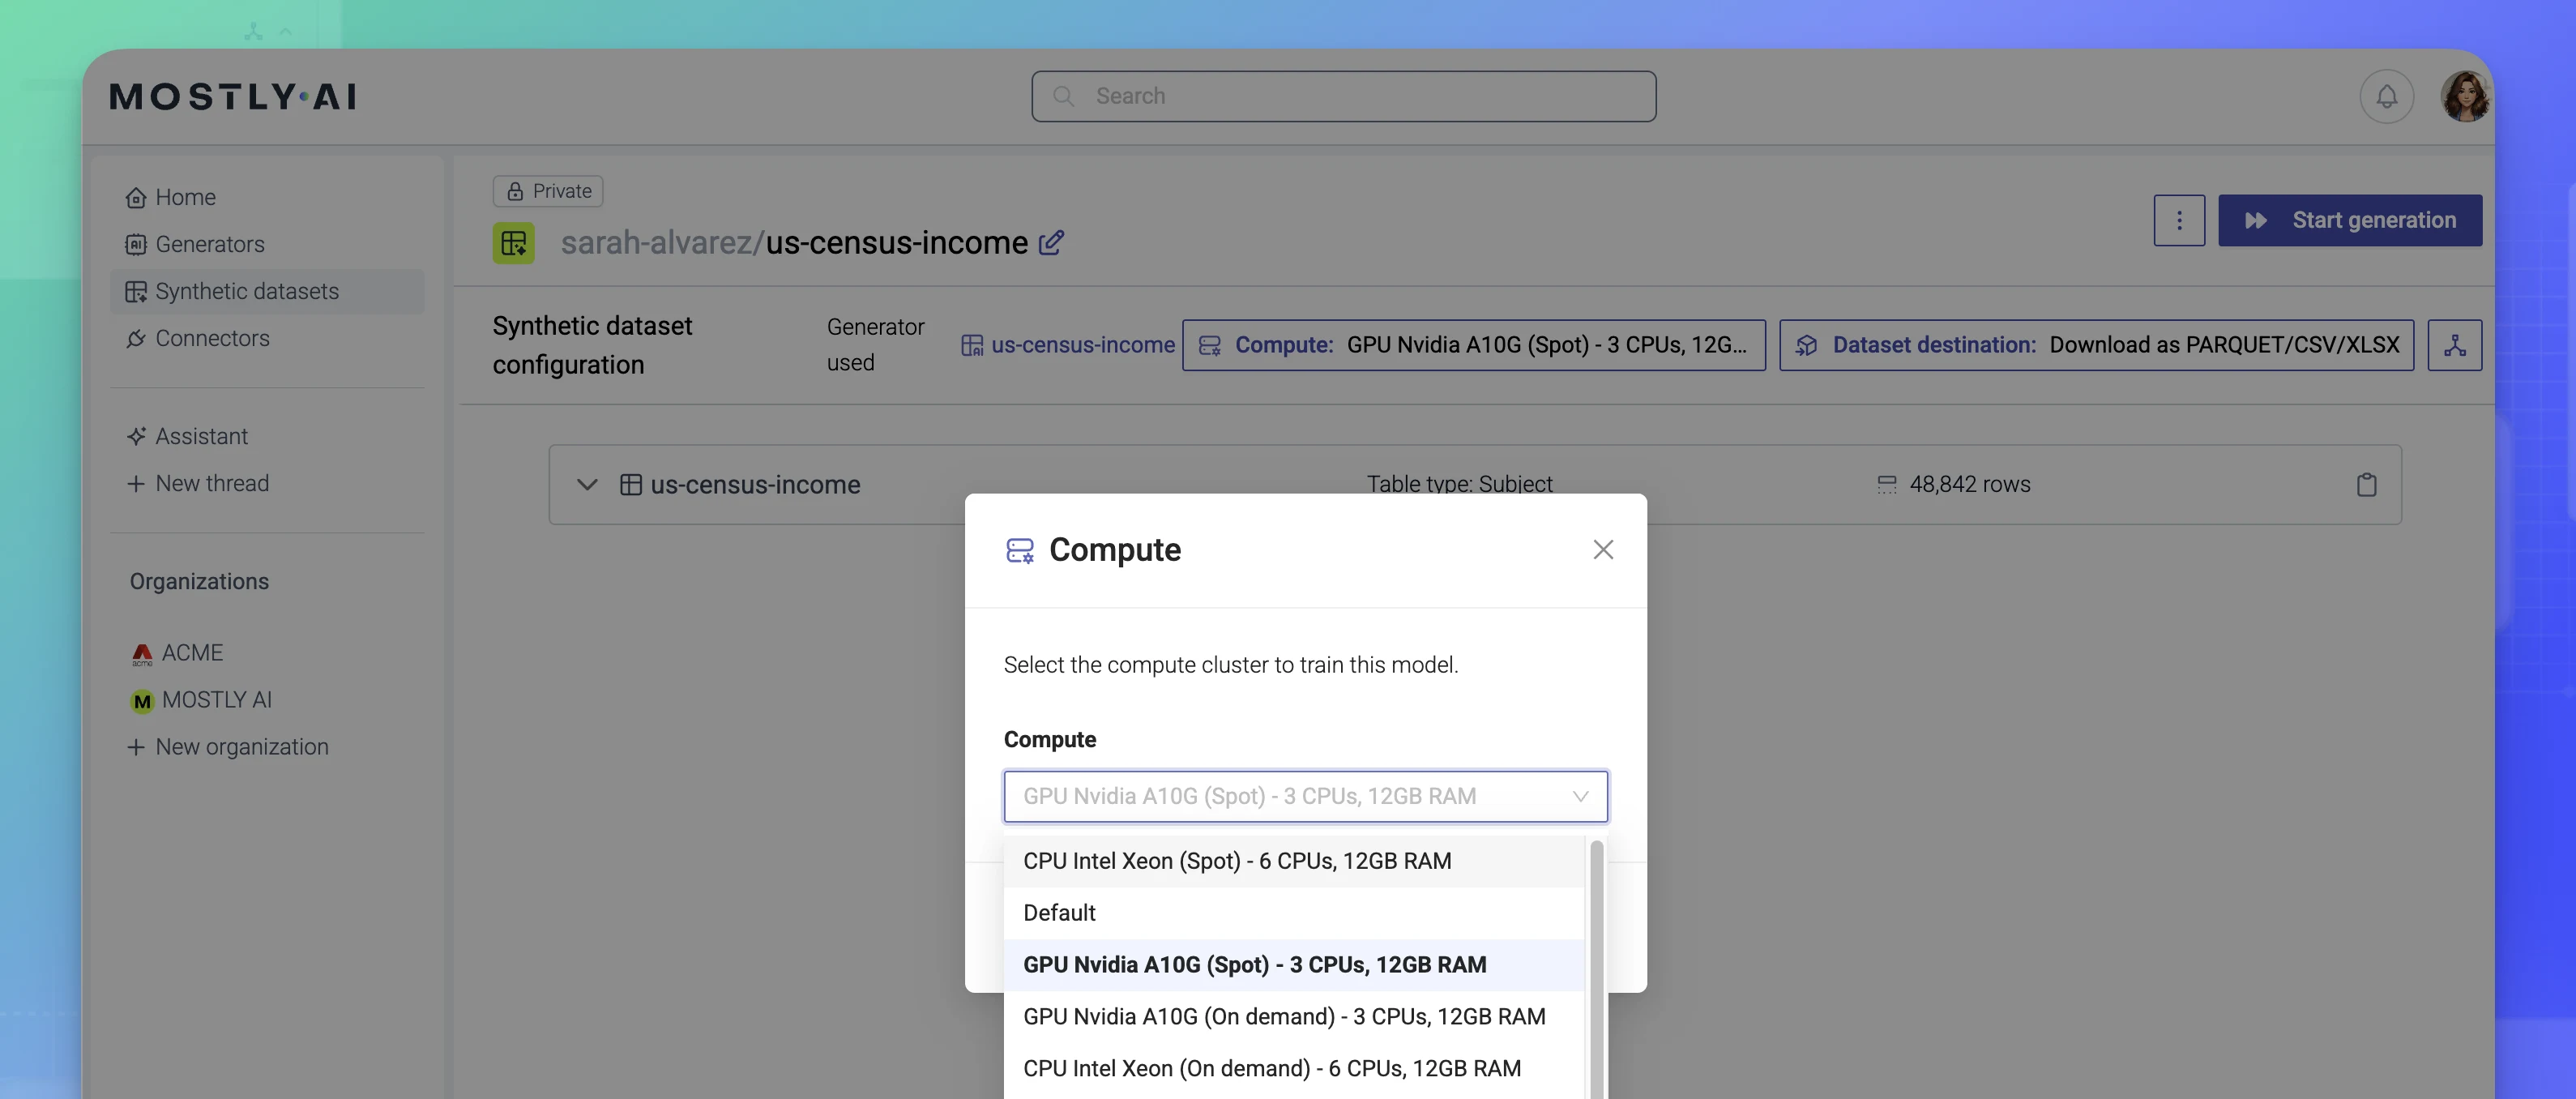 MOSTLY AI
Search
Home
Generators
Synthetic datasets
Connectors
Assistant
New thread
Organizations
acme
ACME
M
MOSTLY AI
New organization
Private
sarah-alvarez/us-census-income
Start generation
Synthetic dataset
configuration
Generator
used
us-census-income
Compute: GPU Nvidia A10G (Spot) - 3 CPUs, 12G...
Dataset destination: Download as PARQUET/CSV/XLSX
us-census-income
Table type: Subject
48,842 rows
Compute
Select the compute cluster to train this model.
Compute
GPU Nvidia A10G (Spot) - 3 CPUs, 12GB RAM
CPU Intel Xeon (Spot) - 6 CPUs, 12GB RAM
Default
GPU Nvidia A10G (Spot) - 3 CPUs, 12GB RAM
GPU Nvidia A10G (On demand) - 3 CPUs, 12GB RAM
CPU Intel Xeon (On demand) - 6 CPUs, 12GB RAM